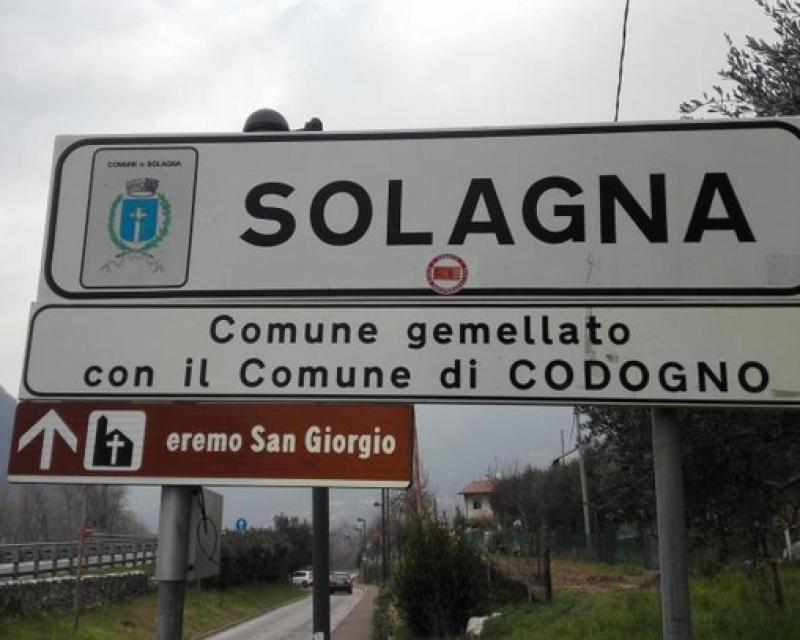 COMUNE di SOLAGNA
SOLAGNA
Comune gemellato
con il Comune di CODOGNO
eremo San Giorgio